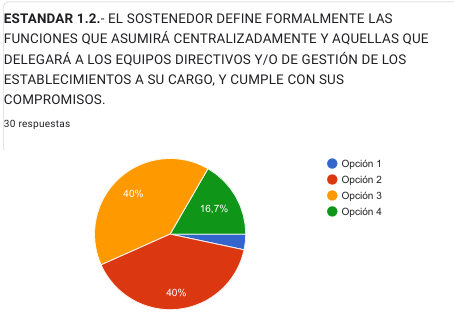 ESTANDAR 1.2.- EL SOSTENEDOR DEFINE FORMALMENTE LAS
FUNCIONES QUE ASUMIRÁ CENTRALIZADAMENTE Y AQUELLAS QUE
DELEGARÁ A LOS EQUIPOS DIRECTIVOS Y/O DE GESTIÓN DE LOS
ESTABLECIMIENTOS A SU CARGO, Y CUMPLE CON SUS
COMPROMISOS.
30 respuestas
Opción 1
Opción 2
Opción 3
Opción 4
40%
16,7%
40%